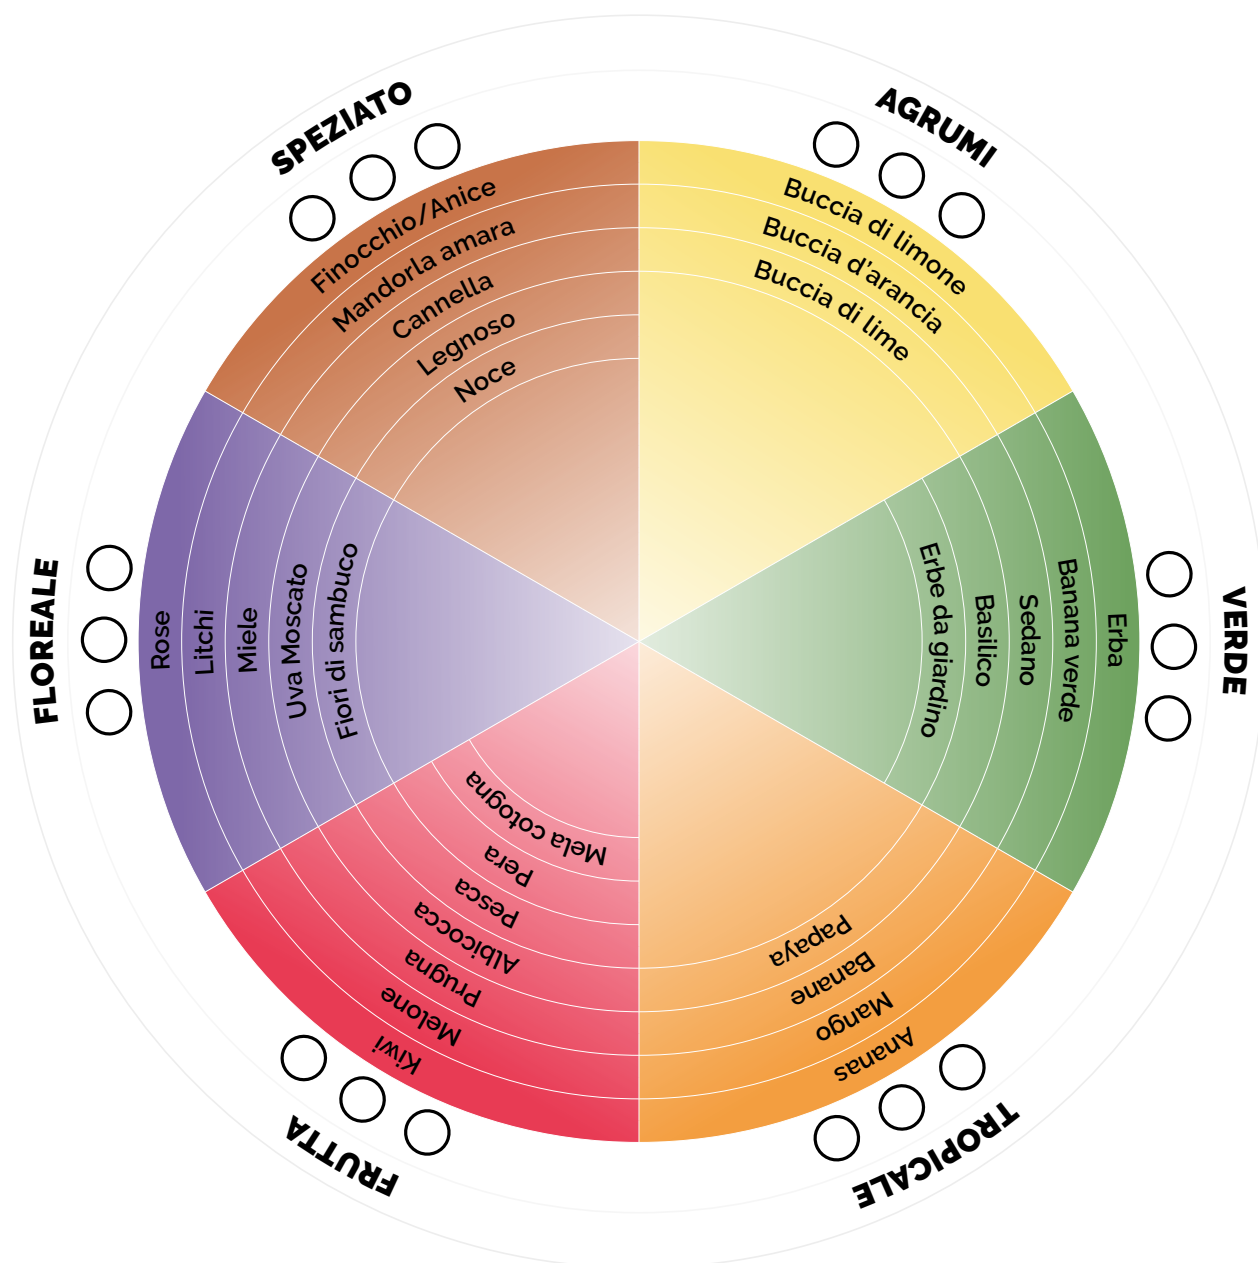 SPEZIATO
Finocchio/Anice
Mandorla amara
Cannella
Legnoso
Noce
AGRUMI
Buccia di limone
Buccia d'arancia
Buccia di lime
VERDE
Erba
Banana verde
Sedano
Basilico
Erbe da giardino
TROPICALE
Ananas
Mango
Banane
Papaya
FRUTTA
Kiwi
Melone
Prugna
Albicocca
Pesca
Pera
Mela cotogna
FLOREALE
Rose
Litchi
Miele
Uva Moscato
Fiori di sambuco